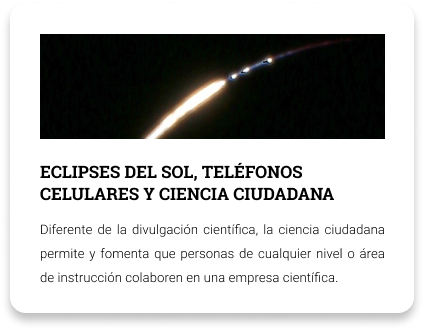 ECLIPSES DEL SOL, TELÉFONOS
CELULARES Y CIENCIA CIUDADANA
Diferente de la divulgación científica, la ciencia ciudadana
permite y fomenta que personas de cualquier nivel o área
de instrucción colaboren en una empresa científica.